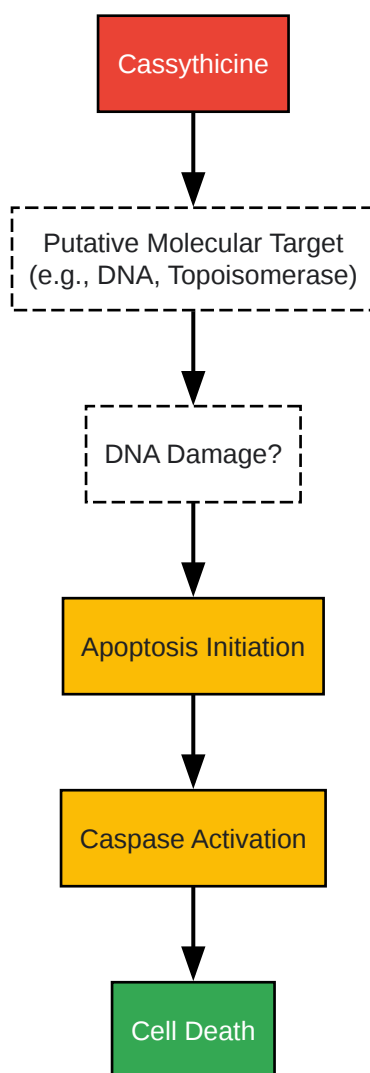 Cassythicine
Putative Molecular Target
(e.g., DNA, Topoisomerase)
DNA Damage?
Apoptosis Initiation
Caspase Activation
Cell Death